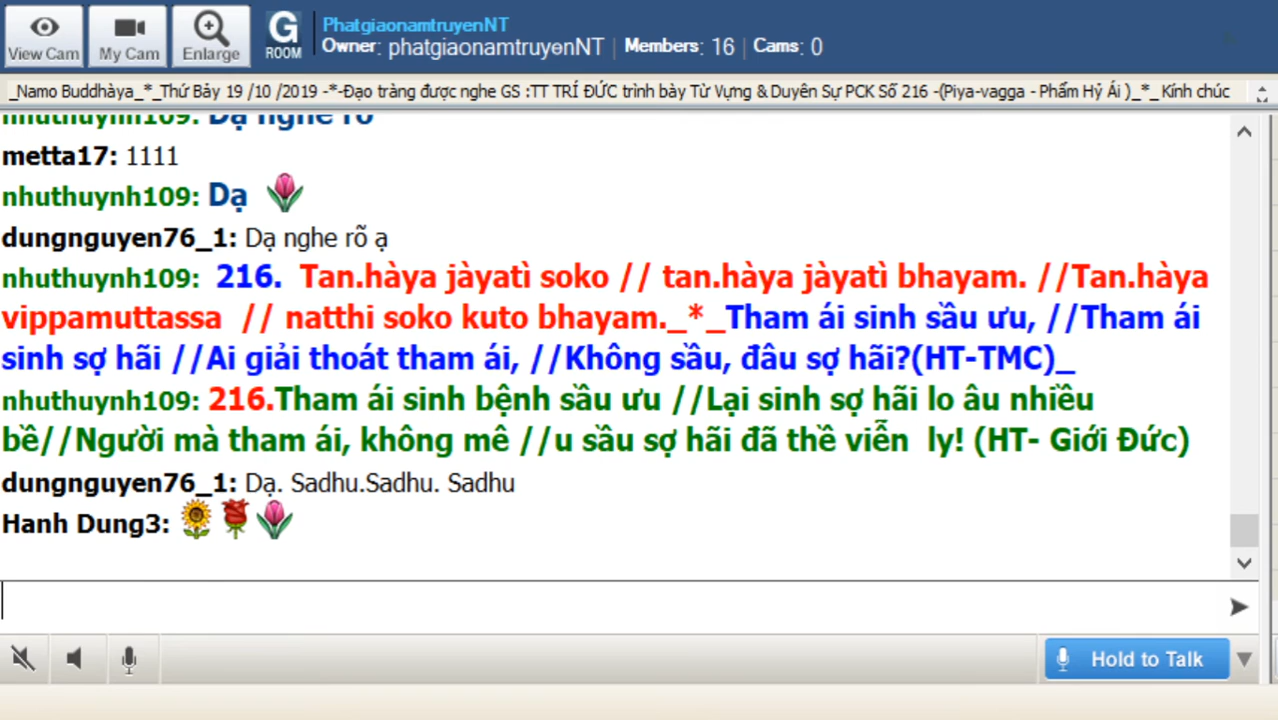 View Cam
My Cam
Enlarge
G
ROOM
PhatgiaonamtruyenNT
Owner: phatgiaonamtruyenNT | Members: 16 | Cams: 0
_Namo Buddhàya_*_Thứ Bảy 19 /10 /2019 -*-Đạo tràng được nghe GS :TT TRÍ ĐỨC trình bày Từ Vựng & Duyên Sự PCK Số 216 -(Piya-vagga - Phẩm Hỷ Ái )_*_ Kính chúc
nhuthuynh109: Dạ nghe rõ
metta17: 1111
nhuthuynh109: Dạ
dungnguyen76_1: Dạ nghe rõ ạ
nhuthuynh109: 216. Tan.hàya jàyatì soko // tan.hàya jàyatì bhayam. //Tan.hàya
vippamuttassa // natthi soko kuto bhayam._*_Tham ái sinh sầu ưu, //Tham ái
sinh sợ hãi //Ai giải thoát tham ái, //Không sầu, đâu sợ hãi?(HT-TMC)_
nhuthuynh109: 216.Tham ái sinh bệnh sầu ưu //Lại sinh sợ hãi lo âu nhiều
bề//Người mà tham ái, không mê //u sầu sợ hãi đã thề viễn ly! (HT- Giới Đức)
dungnguyen76_1: Dạ. Sadhu.Sadhu. Sadhu
Hanh Dung3:
Hold to Talk